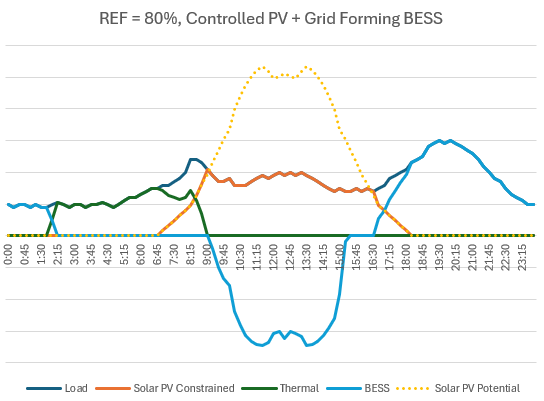 REF = 80%, Controlled PV + Grid Forming BESS
0:00 0:45 1:30 2:15 3:00 3:45 4:30 5:15 6:00 6:45 7:30 8:15 9:00 9:45 10:30 11:15 12:00 12:45 13:30 14:15 15:00 15:45 16:30 17:15 18:00 18:45 19:30 20:15 21:00 21:45 22:30 23:15
Load Solar PV Constrained Thermal BESS Solar PV Potential